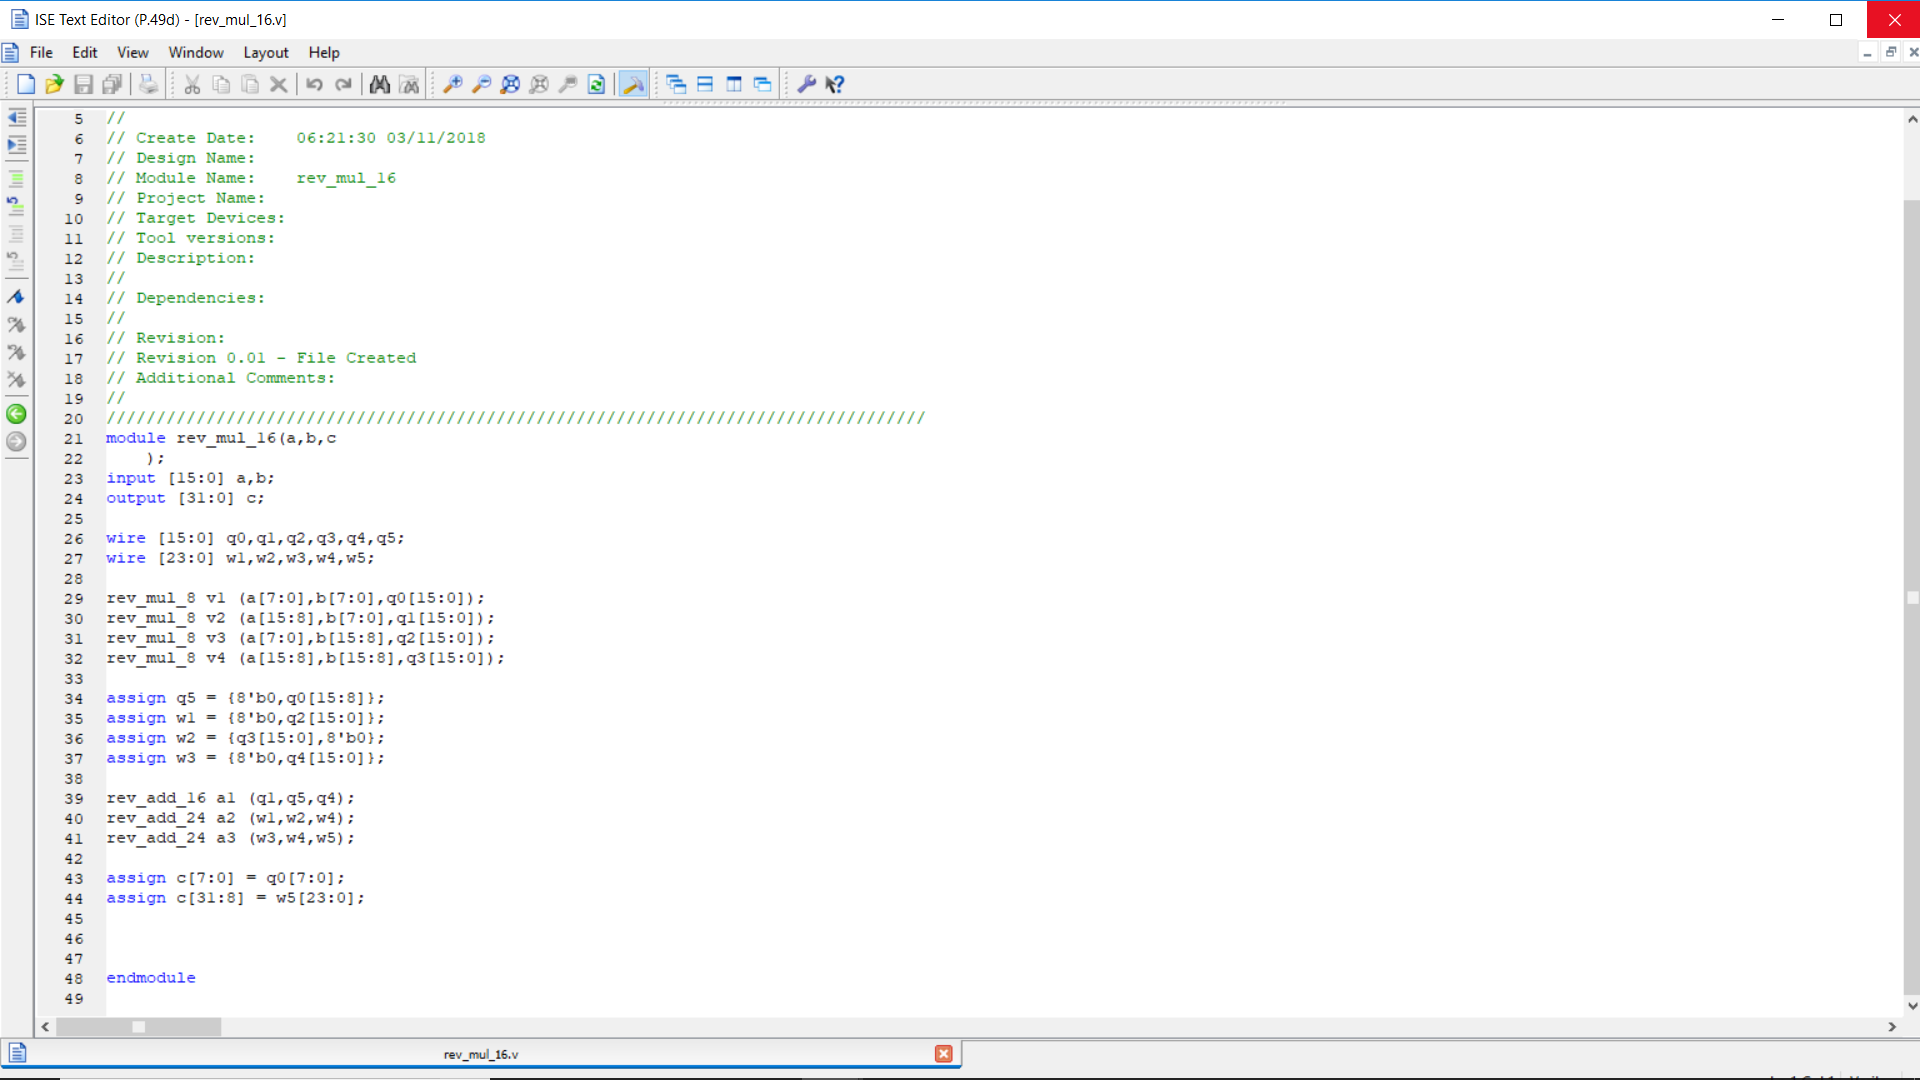 ISE Text Editor (P.49d) - [rev_mul_16.v]
File Edit View Window Layout Help
5 //
6 // Create Date: 06:21:30 03/11/2018
7 // Design Name:
8 // Module Name: rev_mul_16
9 // Project Name:
10 // Target Devices:
11 // Tool versions:
12 // Description:
13 //
14 // Dependencies:
15 //
16 // Revision:
17 // Revision 0.01 - File Created
18 // Additional Comments:
19 //
20 //////////////////////////////////////////////////////////////////////////////////
21 module rev_mul_16(a,b,c
22 );
23 input [15:0] a,b;
24 output [31:0] c;
25
26 wire [15:0] q0,q1,q2,q3,q4,q5;
27 wire [23:0] w1,w2,w3,w4,w5;
28
29 rev_mul_8 v1 (a[7:0],b[7:0],q0[15:0]);
30 rev_mul_8 v2 (a[15:8],b[7:0],q1[15:0]);
31 rev_mul_8 v3 (a[7:0],b[15:8],q2[15:0]);
32 rev_mul_8 v4 (a[15:8],b[15:8],q3[15:0]);
33
34 assign q5 = {8'b0,q0[15:8]};
35 assign w1 = {8'b0,q2[15:0]};
36 assign w2 = {q3[15:0],8'b0};
37 assign w3 = {8'b0,q4[15:0]};
38
39 rev_add_16 a1 (q1,q5,q4);
40 rev_add_24 a2 (w1,w2,w4);
41 rev_add_24 a3 (w3,w4,w5);
42
43 assign c[7:0] = q0[7:0];
44 assign c[31:8] = w5[23:0];
45
46
47
48 endmodule
49
rev_mul_16.v